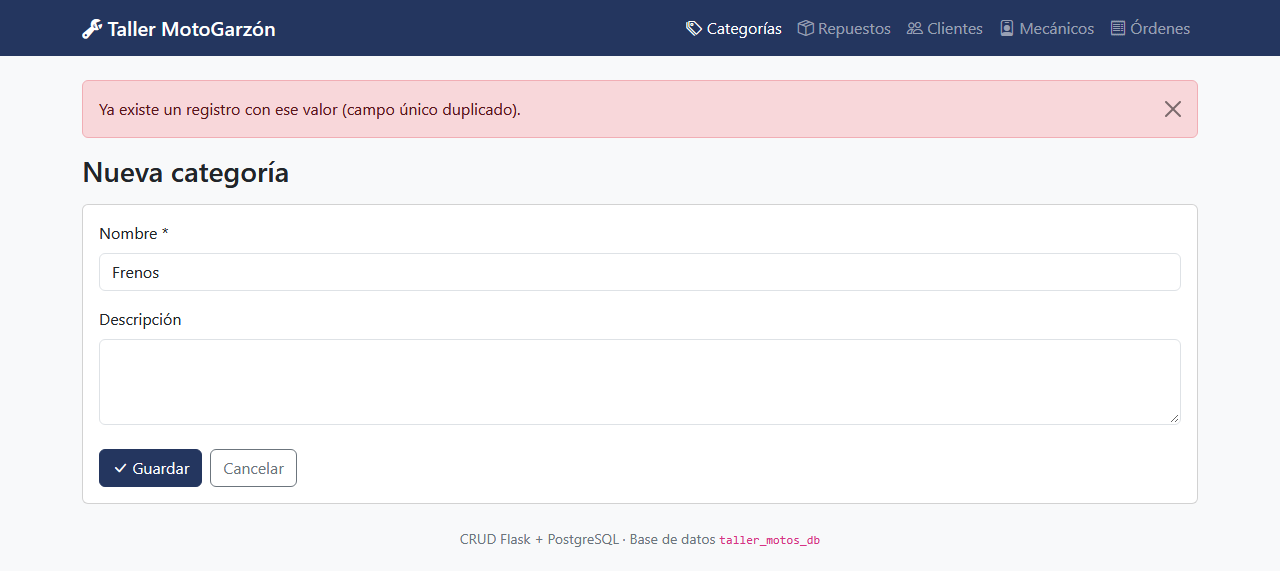 Taller MotoGarzón
Categorías Repuestos Clientes Mecánicos Órdenes
Ya existe un registro con ese valor (campo único duplicado).
Nueva categoría
Nombre *
Frenos
Descripción
Guardar Cancelar
CRUD Flask + PostgreSQL · Base de datos taller_motos_db